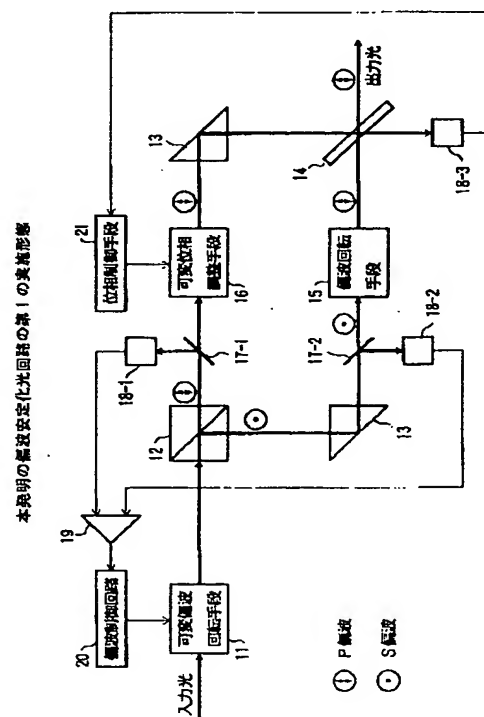 本発明の偏波安定化光回路の第1の実施形態
21
位相制御手段
13
可変位相
調整手段
16
14
出力光
18-3
18-1
17-1
偏波回転
手段
15
18-2
17-2
12
13
19
20
偏波制御回路
可変偏波
回転手段
11
入力光
P偏波
S偏波